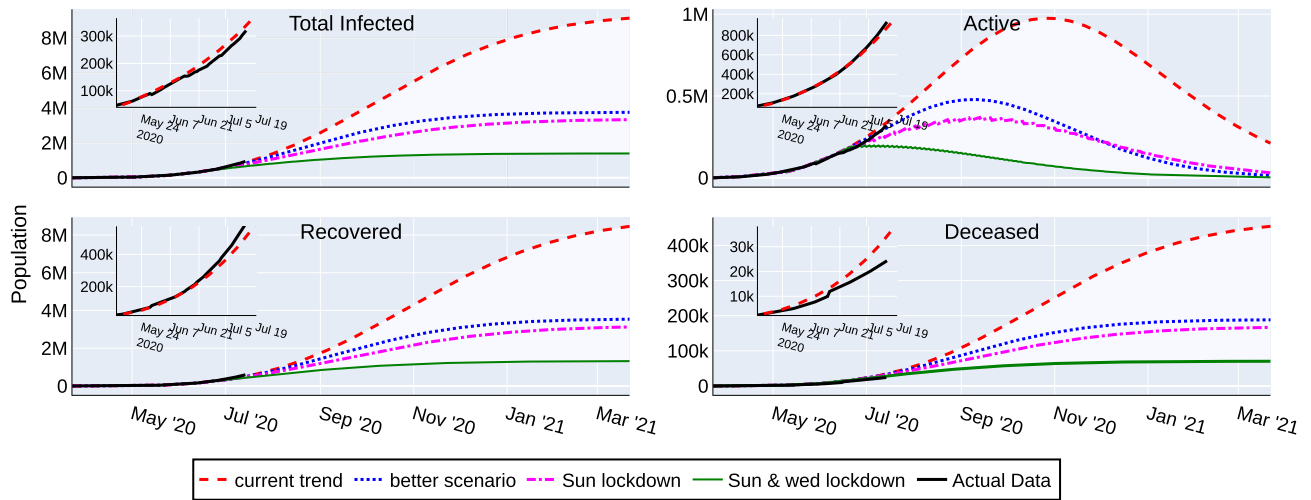 Total Infected
8M
6M
4M
2M
0
300k
200k
100k
May 24
2020
Jun 7
Jun 21
Jul 5
Jul 19
Active
1M
0.5M
0
800k
600k
400k
200k
May 24
2020
Jun 7
Jun 21
Jul 5
Jul 19
Population
Recovered
8M
6M
4M
2M
0
400k
200k
May 24
2020
Jun 7
Jun 21
Jul 5
Jul 19
May '20
Jul '20
Sep '20
Nov '20
Jan '21
Mar '21
Deceased
400k
300k
200k
100k
0
30k
20k
10k
May 24
2020
Jun 7
Jun 21
Jul 5
Jul 19
May '20
Jul '20
Sep '20
Nov '20
Jan '21
Mar '21
current trend better scenario Sun lockdown Sun & wed lockdown Actual Data